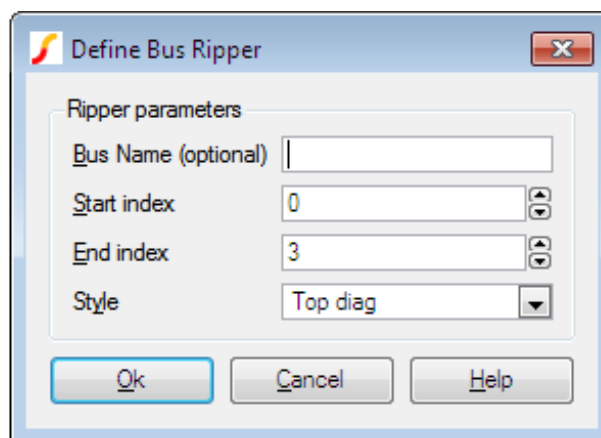 Define Bus Ripper
Ripper parameters
Bus Name (optional)
Start index 0
End index 3
Style Top diag
Ok Cancel Help